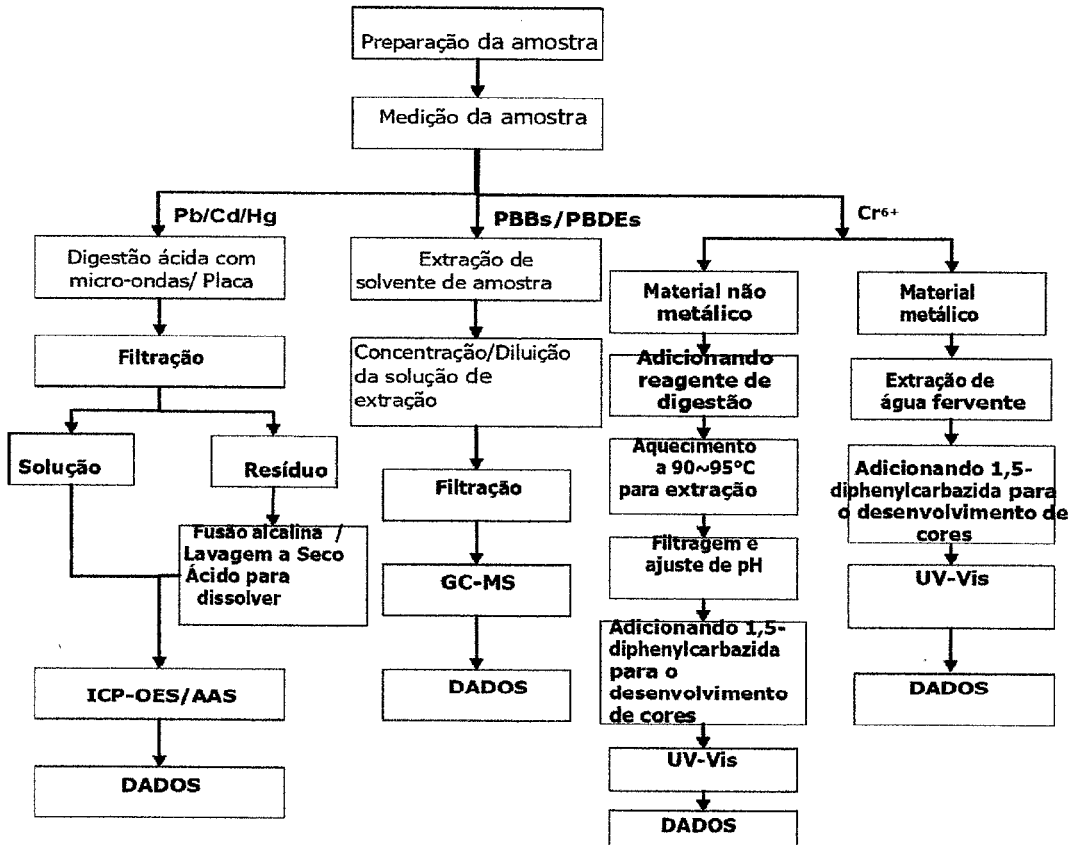 Preparação da amostra
Medição da amostra
Pb/Cd/Hg
Digestão ácida com
micro-ondas/ Placa
Filtração
Solução
Resíduo
Fusão alcalina /
Lavagem a Seco
Ácido para
dissolver
ICP-OES/AAS
DADOS
PBBs/PBDEs
Extração de
solvente de amostra
Concentração/Diluição
da solução de
extração
Filtração
GC-MS
DADOS
Cr6+
Material não
metálico
Adicionando
reagente de
digestão
Aquecimento
a 90~95°C
para extração
Filtragem e
ajuste de pH
Adicionando 1,5-
diphenylcarbazida
para o
desenvolvimento
de cores
UV-Vis
DADOS
Material
metálico
Extração de
água fervente
Adicionando 1,5-
diphenylcarbazida para
o desenvolvimento de
cores
UV-Vis
DADOS